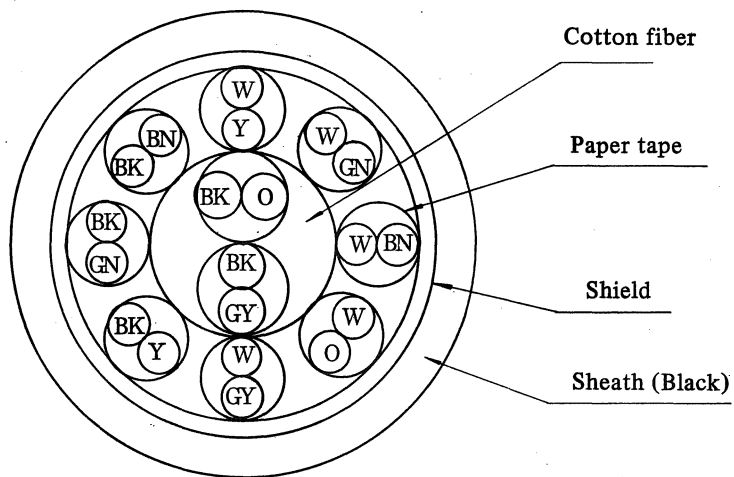 Cotton fiber
Paper tape
Shield
Sheath (Black)
W
Y
W
GN
W
BN
W
O
W
GY
BK
Y
BK
GN
BN
BK
BK
O
BK
GY